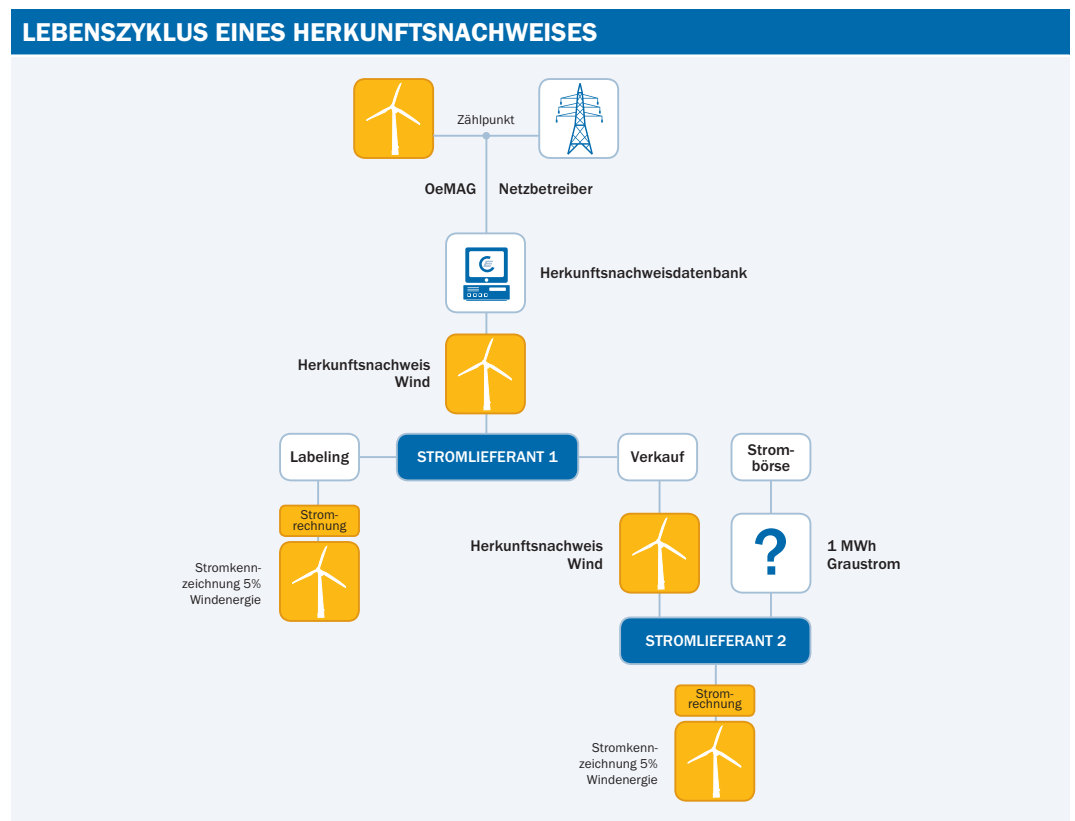 LEBENSZYKLUS EINES HERKUNFTSNACHWEISES
Zählpunkt
OeMAG
Netzbetreiber
Herkunftsnachweisdatenbank
Herkunftsnachweis
Wind
Labeling
STROMLIEFERANT 1
Verkauf
Strom-
börse
Strom-
rechnung
Stromkenn-
zeichnung 5%
Windenergie
Herkunftsnachweis
Wind
?
1 MWh
Graustrom
STROMLIEFERANT 2
Strom-
rechnung
Stromkenn-
zeichnung 5%
Windenergie